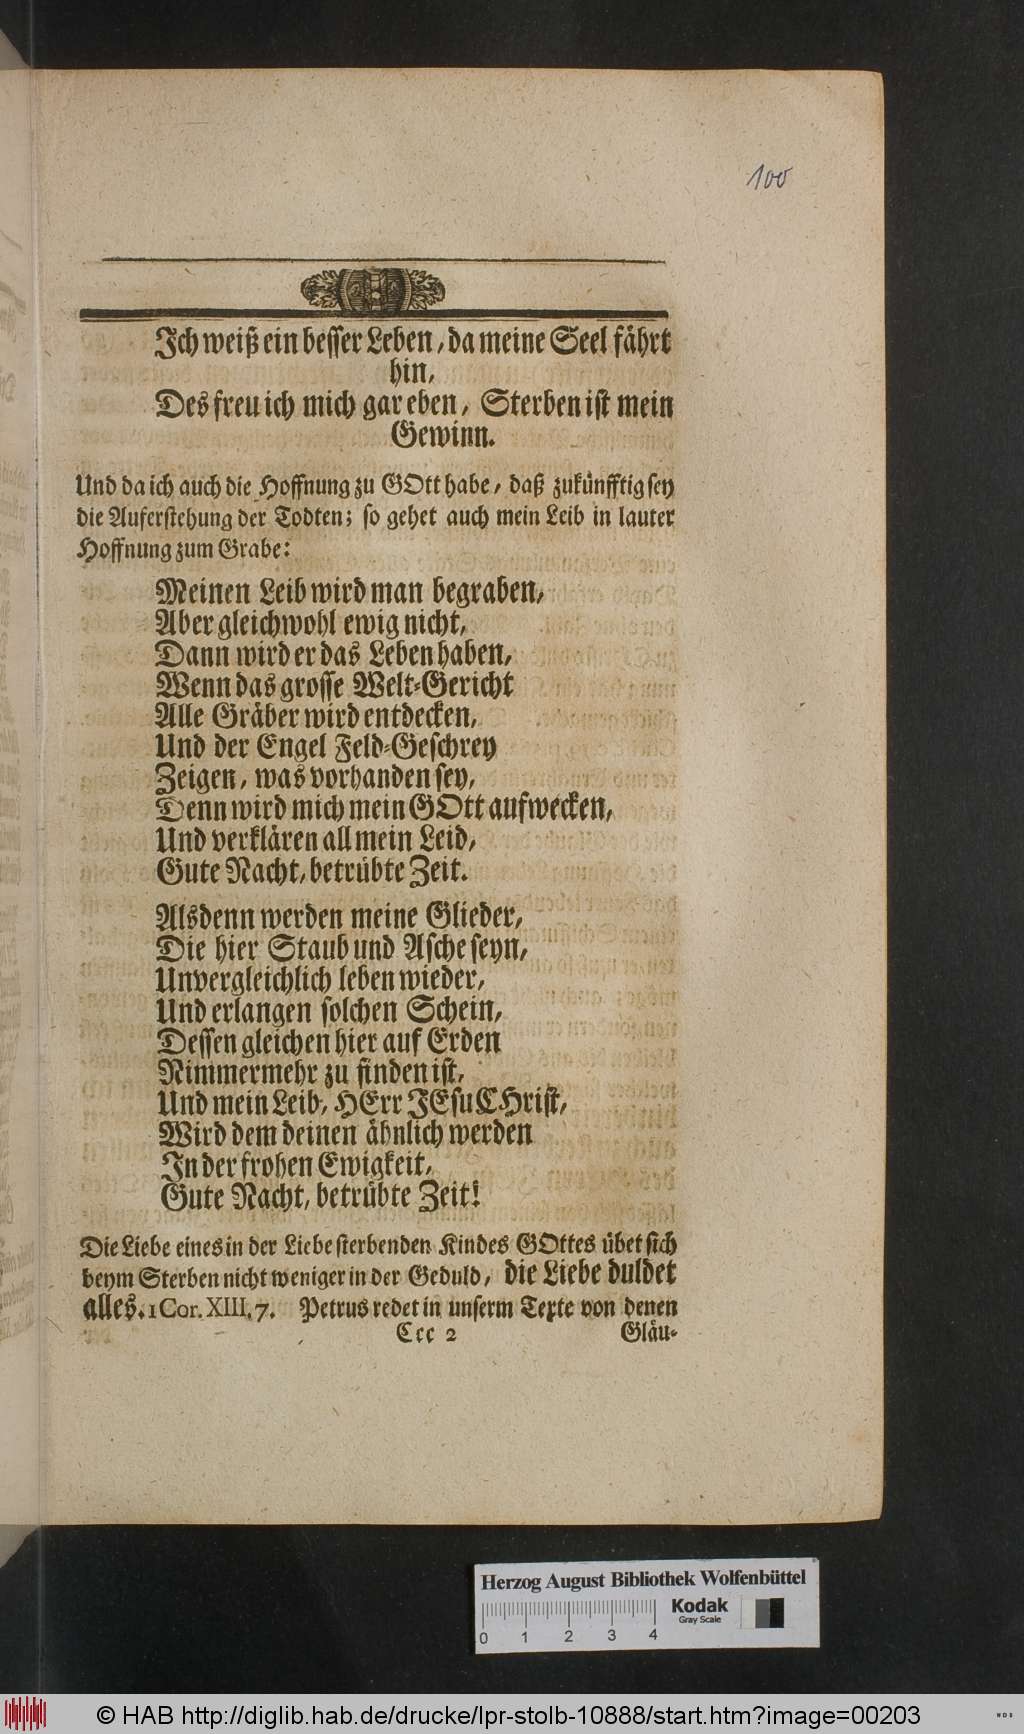 100
Ich weiß ein besser Leben, da meine Seel fährt
hin,
Des freu ich mich gar eben, Sterben ist mein
Gewinn.
Und da ich auch die Hoffnung zu GOtt habe, daß zukünfftig sey
die Auferstehung der Todten; so gehet auch mein Leib in lauter
Hoffnung zum Grabe:
Meinen Leib wird man begraben,
Aber gleichwohl ewig nicht,
Dann wird er das Leben haben,
Wenn das grosse Welt-Gericht
Alle Gräber wird entdecken,
Und der Engel Feld-Geschrey
Zeigen, was vorhanden sey,
Denn wird mich mein GOtt aufwecken,
Und verklären all mein Leid,
Gute Nacht, betrübte Zeit.
Alsdenn werden meine Glieder,
Die hier Staub und Asche seyn,
Unvergleichlich leben wieder,
Und erlangen solchen Schein,
Dessen gleichen hier auf Erden
Nimmermehr zu finden ist,
Und mein Leib, HErr JEsu CHrist,
Wird dem deinen ähnlich werden
In der frohen Ewigkeit,
Gute Nacht, betrübte Zeit!
Die Liebe eines in der Liebe sterbenden Kindes GOttes übet sich
beym Sterben nicht weniger in der Geduld, die Liebe duldet
alles. 1 Cor. XIII. 7. Petrus redet in unserm Texte von denen
Ccc 2 Gläu-
Herzog August Bibliothek Wolfenbüttel
Kodak
Gray Scale
0 1 2 3 4
© HAB http://diglib.hab.de/drucke/lpr-stolb-10888/start.htm?image=00203